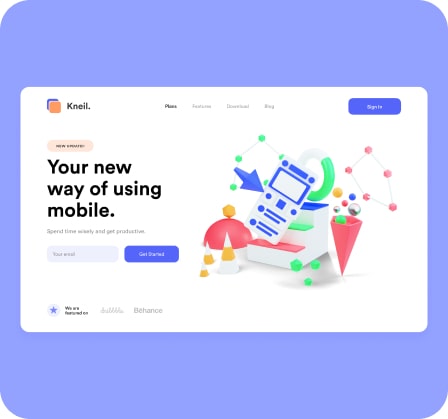 Kneil.
Plans
Features
Download
Blog
Sign in
NEW UPDATE!
Your new
way of using
mobile.
Spend time wisely and get productive.
Your email
Get Started
We are
featured on
dribbble
Behance